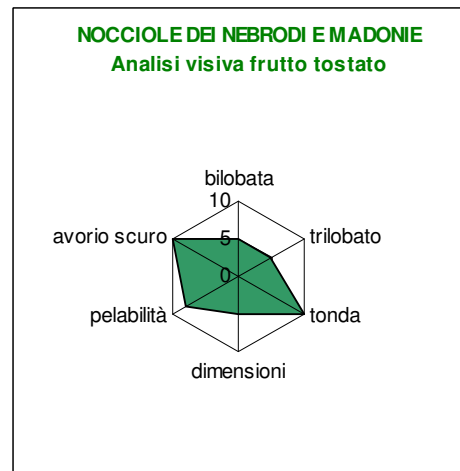 NOCCIOLE DEI NEBRODI E MADONIE
Analisi visiva frutto tostato
bilobata
10
avorio scuro
5
trilobato
0
pelabilità
tonda
dimensioni